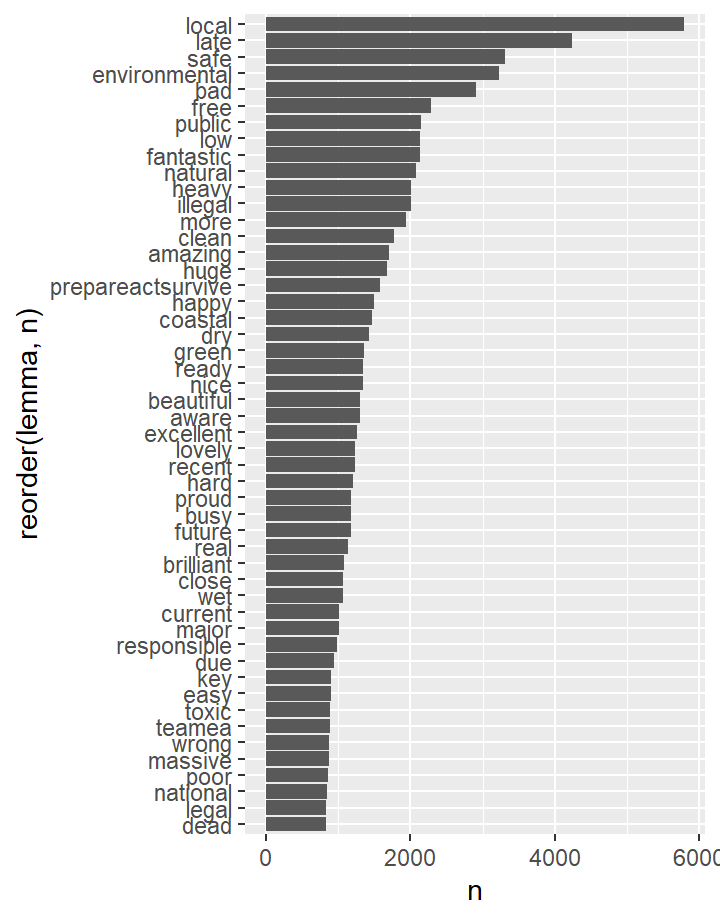 local
late
safe
environmental
bad
free
public
low
fantastic
natural
heavy
illegal
more
clean
amazing
huge
prepareactsurvive
happy
coastal
dry
green
ready
nice
beautiful
aware
excellent
lovely
recent
hard
proud
busy
future
real
brilliant
close
wet
current
major
responsible
due
key
easy
toxic
teamea
wrong
massive
poor
national
legal
dead
reorder(lemma, n)
0 2000 4000 6000
n